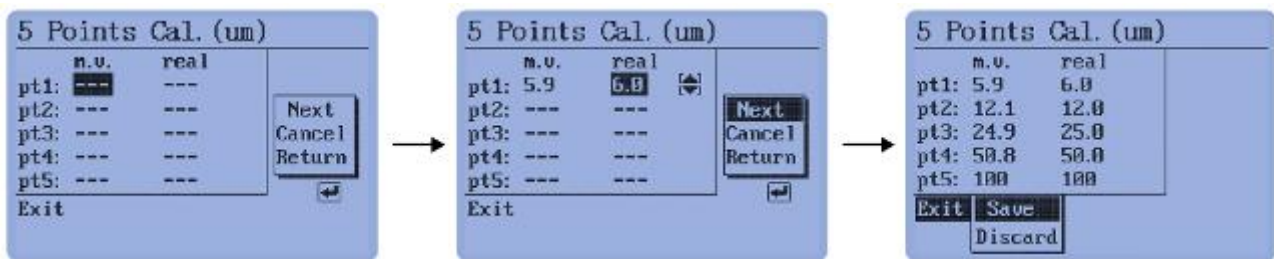 5 Points Cal. (um)
m.v. real
pt1: --- ---
pt2: --- ---
pt3: --- ---
pt4: --- ---
pt5: --- ---
Next
Cancel
Return
Exit
5 Points Cal. (um)
m.v. real
pt1: 5.9 6.0
pt2: --- ---
pt3: --- ---
pt4: --- ---
pt5: --- ---
Next
Cancel
Return
Exit
5 Points Cal. (um)
m.v. real
pt1: 5.9 6.0
pt2: 12.1 12.0
pt3: 24.9 25.0
pt4: 50.8 50.0
pt5: 100 100
Exit Save
Discard